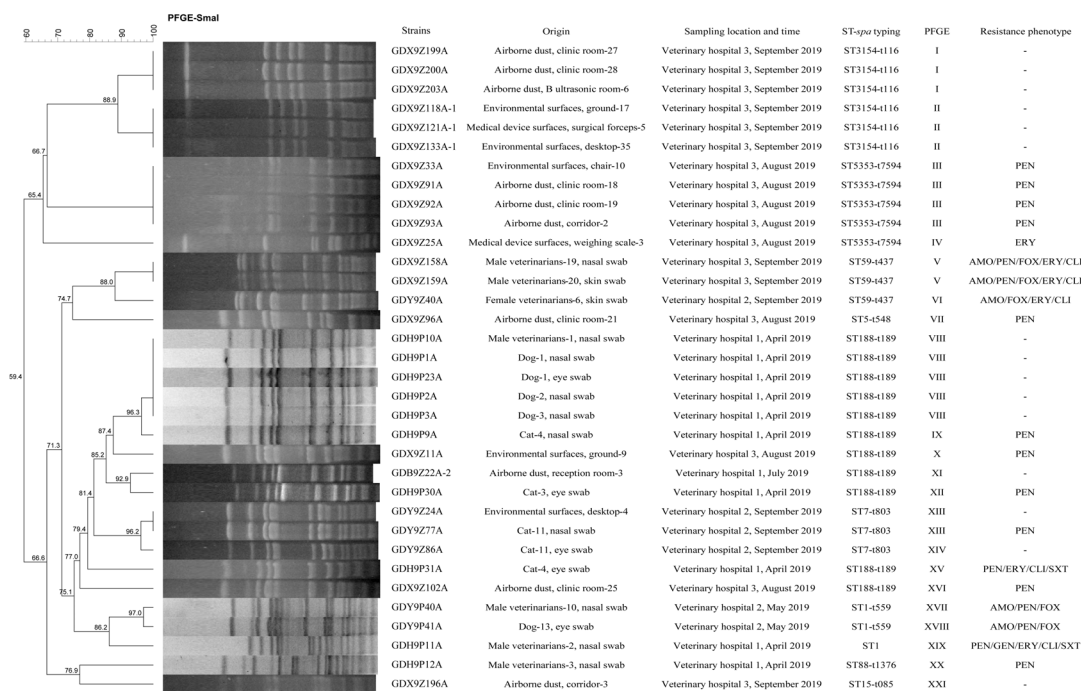 PFGE-SmaI
60 70 80 90 100
Strains Origin Sampling location and time ST-spa typing PFGE Resistance phenotype
GDX9Z199A Airborne dust, clinic room-27 Veterinary hospital 3, September 2019 ST3154-t116 I -
GDX9Z200A Airborne dust, clinic room-28 Veterinary hospital 3, September 2019 ST3154-t116 I -
GDX9Z203A Airborne dust, B ultrasonic room-6 Veterinary hospital 3, September 2019 ST3154-t116 I -
88.9
GDX9Z118A-1 Environmental surfaces, ground-17 Veterinary hospital 3, September 2019 ST3154-t116 II -
GDX9Z121A-1 Medical device surfaces, surgical forceps-5 Veterinary hospital 3, September 2019 ST3154-t116 II -
GDX9Z133A-1 Environmental surfaces, desktop-35 Veterinary hospital 3, September 2019 ST3154-t116 II -
66.7
GDX9Z33A Environmental surfaces, chair-10 Veterinary hospital 3, August 2019 ST5353-t7594 III PEN
GDX9Z91A Airborne dust, clinic room-18 Veterinary hospital 3, August 2019 ST5353-t7594 III PEN
65.4
GDX9Z92A Airborne dust, clinic room-19 Veterinary hospital 3, August 2019 ST5353-t7594 III PEN
GDX9Z93A Airborne dust, corridor-2 Veterinary hospital 3, August 2019 ST5353-t7594 III PEN
GDX9Z25A Medical device surfaces, weighing scale-3 Veterinary hospital 3, August 2019 ST5353-t7594 IV ERY
GDX9Z158A Male veterinarians-19, nasal swab Veterinary hospital 3, September 2019 ST59-t437 V AMO/PEN/FOX/ERY/CLI
88.0
GDX9Z159A Male veterinarians-20, skin swab Veterinary hospital 3, September 2019 ST59-t437 V AMO/PEN/FOX/ERY/CLI
74.7
GDY9Z40A Female veterinarians-6, skin swab Veterinary hospital 2, September 2019 ST59-t437 VI AMO/FOX/ERY/CLI
GDX9Z96A Airborne dust, clinic room-21 Veterinary hospital 3, August 2019 ST5-t548 VII PEN
GDH9P10A Male veterinarians-1, nasal swab Veterinary hospital 1, April 2019 ST188-t189 VIII -
GDH9P1A Dog-1, nasal swab Veterinary hospital 1, April 2019 ST188-t189 VIII -
59.4
GDH9P23A Dog-1, eye swab Veterinary hospital 1, April 2019 ST188-t189 VIII -
GDH9P2A Dog-2, nasal swab Veterinary hospital 1, April 2019 ST188-t189 VIII -
96.3
GDH9P3A Dog-3, nasal swab Veterinary hospital 1, April 2019 ST188-t189 VIII -
87.4
GDH9P9A Cat-4, nasal swab Veterinary hospital 1, April 2019 ST188-t189 IX PEN
71.3
GDX9Z11A Environmental surfaces, ground-9 Veterinary hospital 3, August 2019 ST188-t189 X PEN
85.2
GDB9Z22A-2 Airborne dust, reception room-3 Veterinary hospital 1, July 2019 ST188-t189 XI -
92.9
GDH9P30A Cat-3, eye swab Veterinary hospital 1, April 2019 ST188-t189 XII PEN
81.4
GDY9Z24A Environmental surfaces, desktop-4 Veterinary hospital 2, September 2019 ST7-t803 XIII -
GDY9Z77A Cat-11, nasal swab Veterinary hospital 2, September 2019 ST7-t803 XIII PEN
79.4 96.2
GDY9Z86A Cat-11, eye swab Veterinary hospital 2, September 2019 ST7-t803 XIV -
66.6 77.0
GDH9P31A Cat-4, eye swab Veterinary hospital 1, April 2019 ST188-t189 XV PEN/ERY/CLI/SXT
GDX9Z102A Airborne dust, clinic room-25 Veterinary hospital 3, August 2019 ST188-t189 XVI PEN
75.1
GDY9P40A Male veterinarians-10, nasal swab Veterinary hospital 2, May 2019 ST1-t559 XVII AMO/PEN/FOX
97.0
GDY9P41A Dog-13, eye swab Veterinary hospital 2, May 2019 ST1-t559 XVIII AMO/PEN/FOX
86.2
GDH9P11A Male veterinarians-2, nasal swab Veterinary hospital 1, April 2019 ST1 XIX PEN/GEN/ERY/CLI/SXT
GDH9P12A Male veterinarians-3, nasal swab Veterinary hospital 1, April 2019 ST88-t1376 XX PEN
76.9
GDX9Z196A Airborne dust, corridor-3 Veterinary hospital 3, September 2019 ST15-t085 XXI -